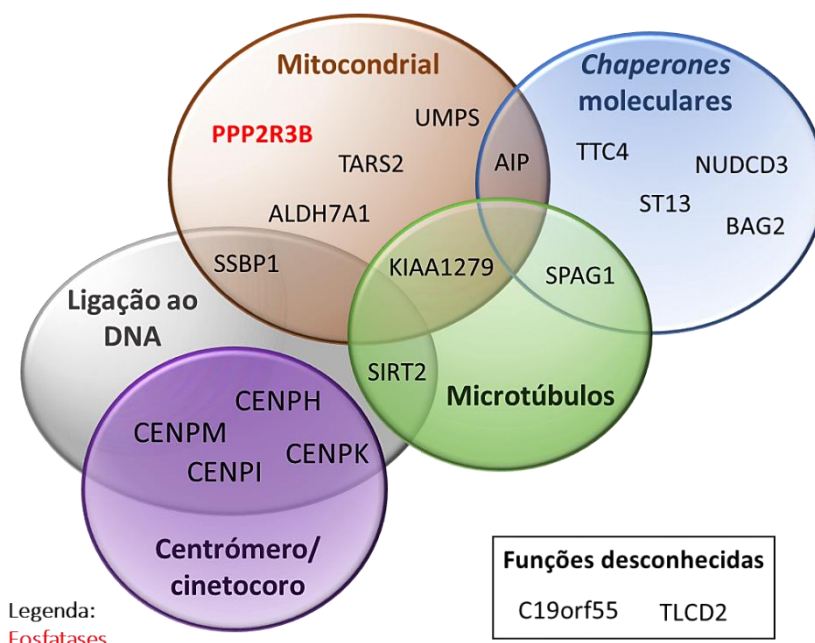 Mitocondrial
UMPS
PPP2R3B
TARS2
ALDH7A1
SSBP1
AIP
KIAA1279
Chaperones
moleculares
TTC4
NUDCD3
ST13
BAG2
SPAG1
Ligação ao
DNA
SIRT2
Microtúbulos
CENPH
CENPM
CENPK
CENPI
Centrómero/
cinetocoro
Funções desconhecidas
C19orf55 TLCD2
Legenda:
Fosfatases